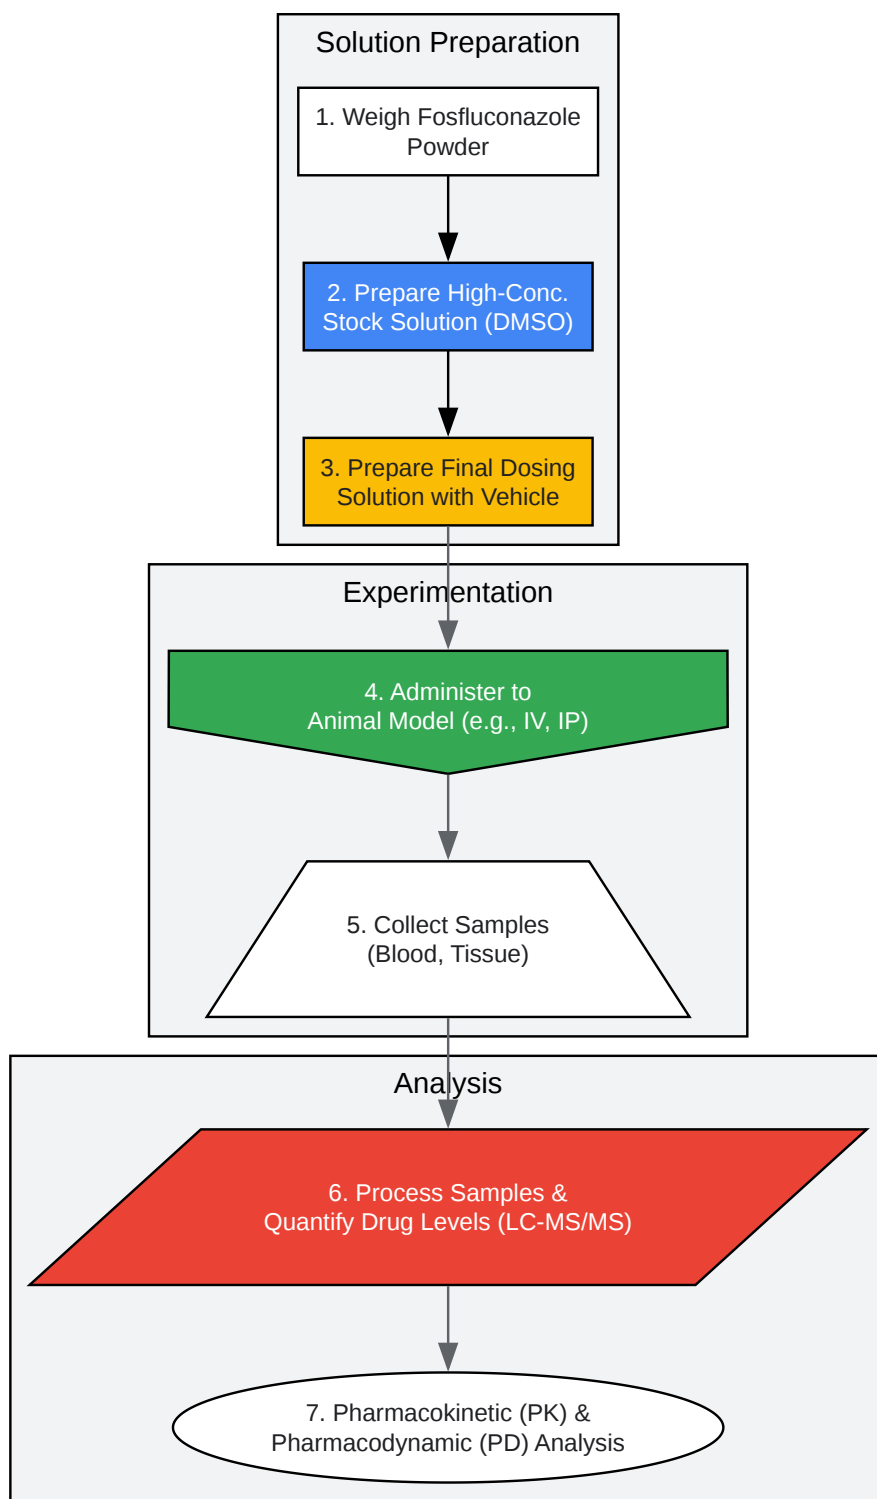 Solution Preparation
1. Weigh Fosfluconazole
Powder
2. Prepare High-Conc.
Stock Solution (DMSO)
3. Prepare Final Dosing
Solution with Vehicle
Experimentation
4. Administer to
Animal Model (e.g., IV, IP)
5. Collect Samples
(Blood, Tissue)
Analysis
6. Process Samples &
Quantify Drug Levels (LC-MS/MS)
7. Pharmacokinetic (PK) &
Pharmacodynamic (PD) Analysis